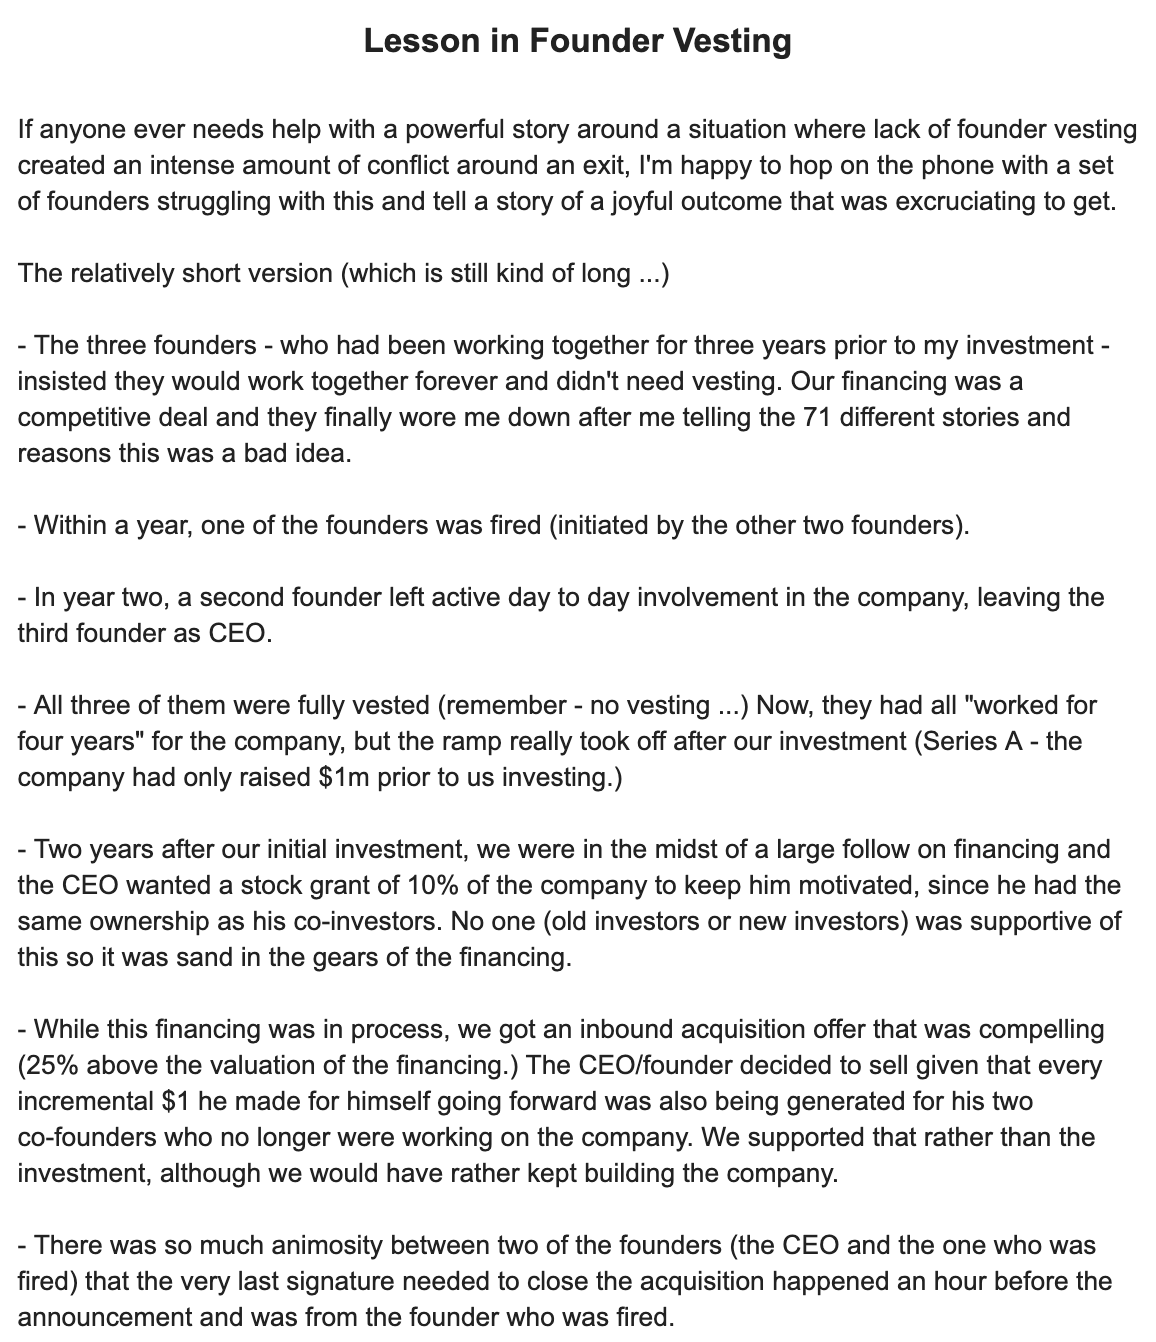 Lesson in Founder Vesting
If anyone ever needs help with a powerful story around a situation where lack of founder vesting
created an intense amount of conflict around an exit, I'm happy to hop on the phone with a set
of founders struggling with this and tell a story of a joyful outcome that was excruciating to get.
The relatively short version (which is still kind of long ...)
- The three founders - who had been working together for three years prior to my investment -
insisted they would work together forever and didn't need vesting. Our financing was a
competitive deal and they finally wore me down after me telling the 71 different stories and
reasons this was a bad idea.
- Within a year, one of the founders was fired (initiated by the other two founders).
- In year two, a second founder left active day to day involvement in the company, leaving the
third founder as CEO.
- All three of them were fully vested (remember - no vesting ...) Now, they had all "worked for
four years" for the company, but the ramp really took off after our investment (Series A - the
company had only raised $1m prior to us investing.)
- Two years after our initial investment, we were in the midst of a large follow on financing and
the CEO wanted a stock grant of 10% of the company to keep him motivated, since he had the
same ownership as his co-investors. No one (old investors or new investors) was supportive of
this so it was sand in the gears of the financing.
- While this financing was in process, we got an inbound acquisition offer that was compelling
(25% above the valuation of the financing.) The CEO/founder decided to sell given that every
incremental $1 he made for himself going forward was also being generated for his two
co-founders who no longer were working on the company. We supported that rather than the
investment, although we would have rather kept building the company.
- There was so much animosity between two of the founders (the CEO and the one who was
fired) that the very last signature needed to close the acquisition happened an hour before the
announcement and was from the founder who was fired.